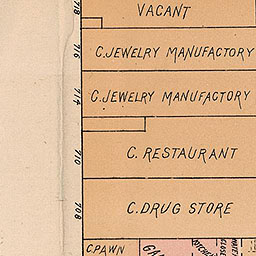 718 VACANT
716 C. JEWELRY MANUFACTORY
714 C. JEWELRY MANUFACTORY
710 C. RESTAURANT
708 C. DRUG STORE
C. PAWN